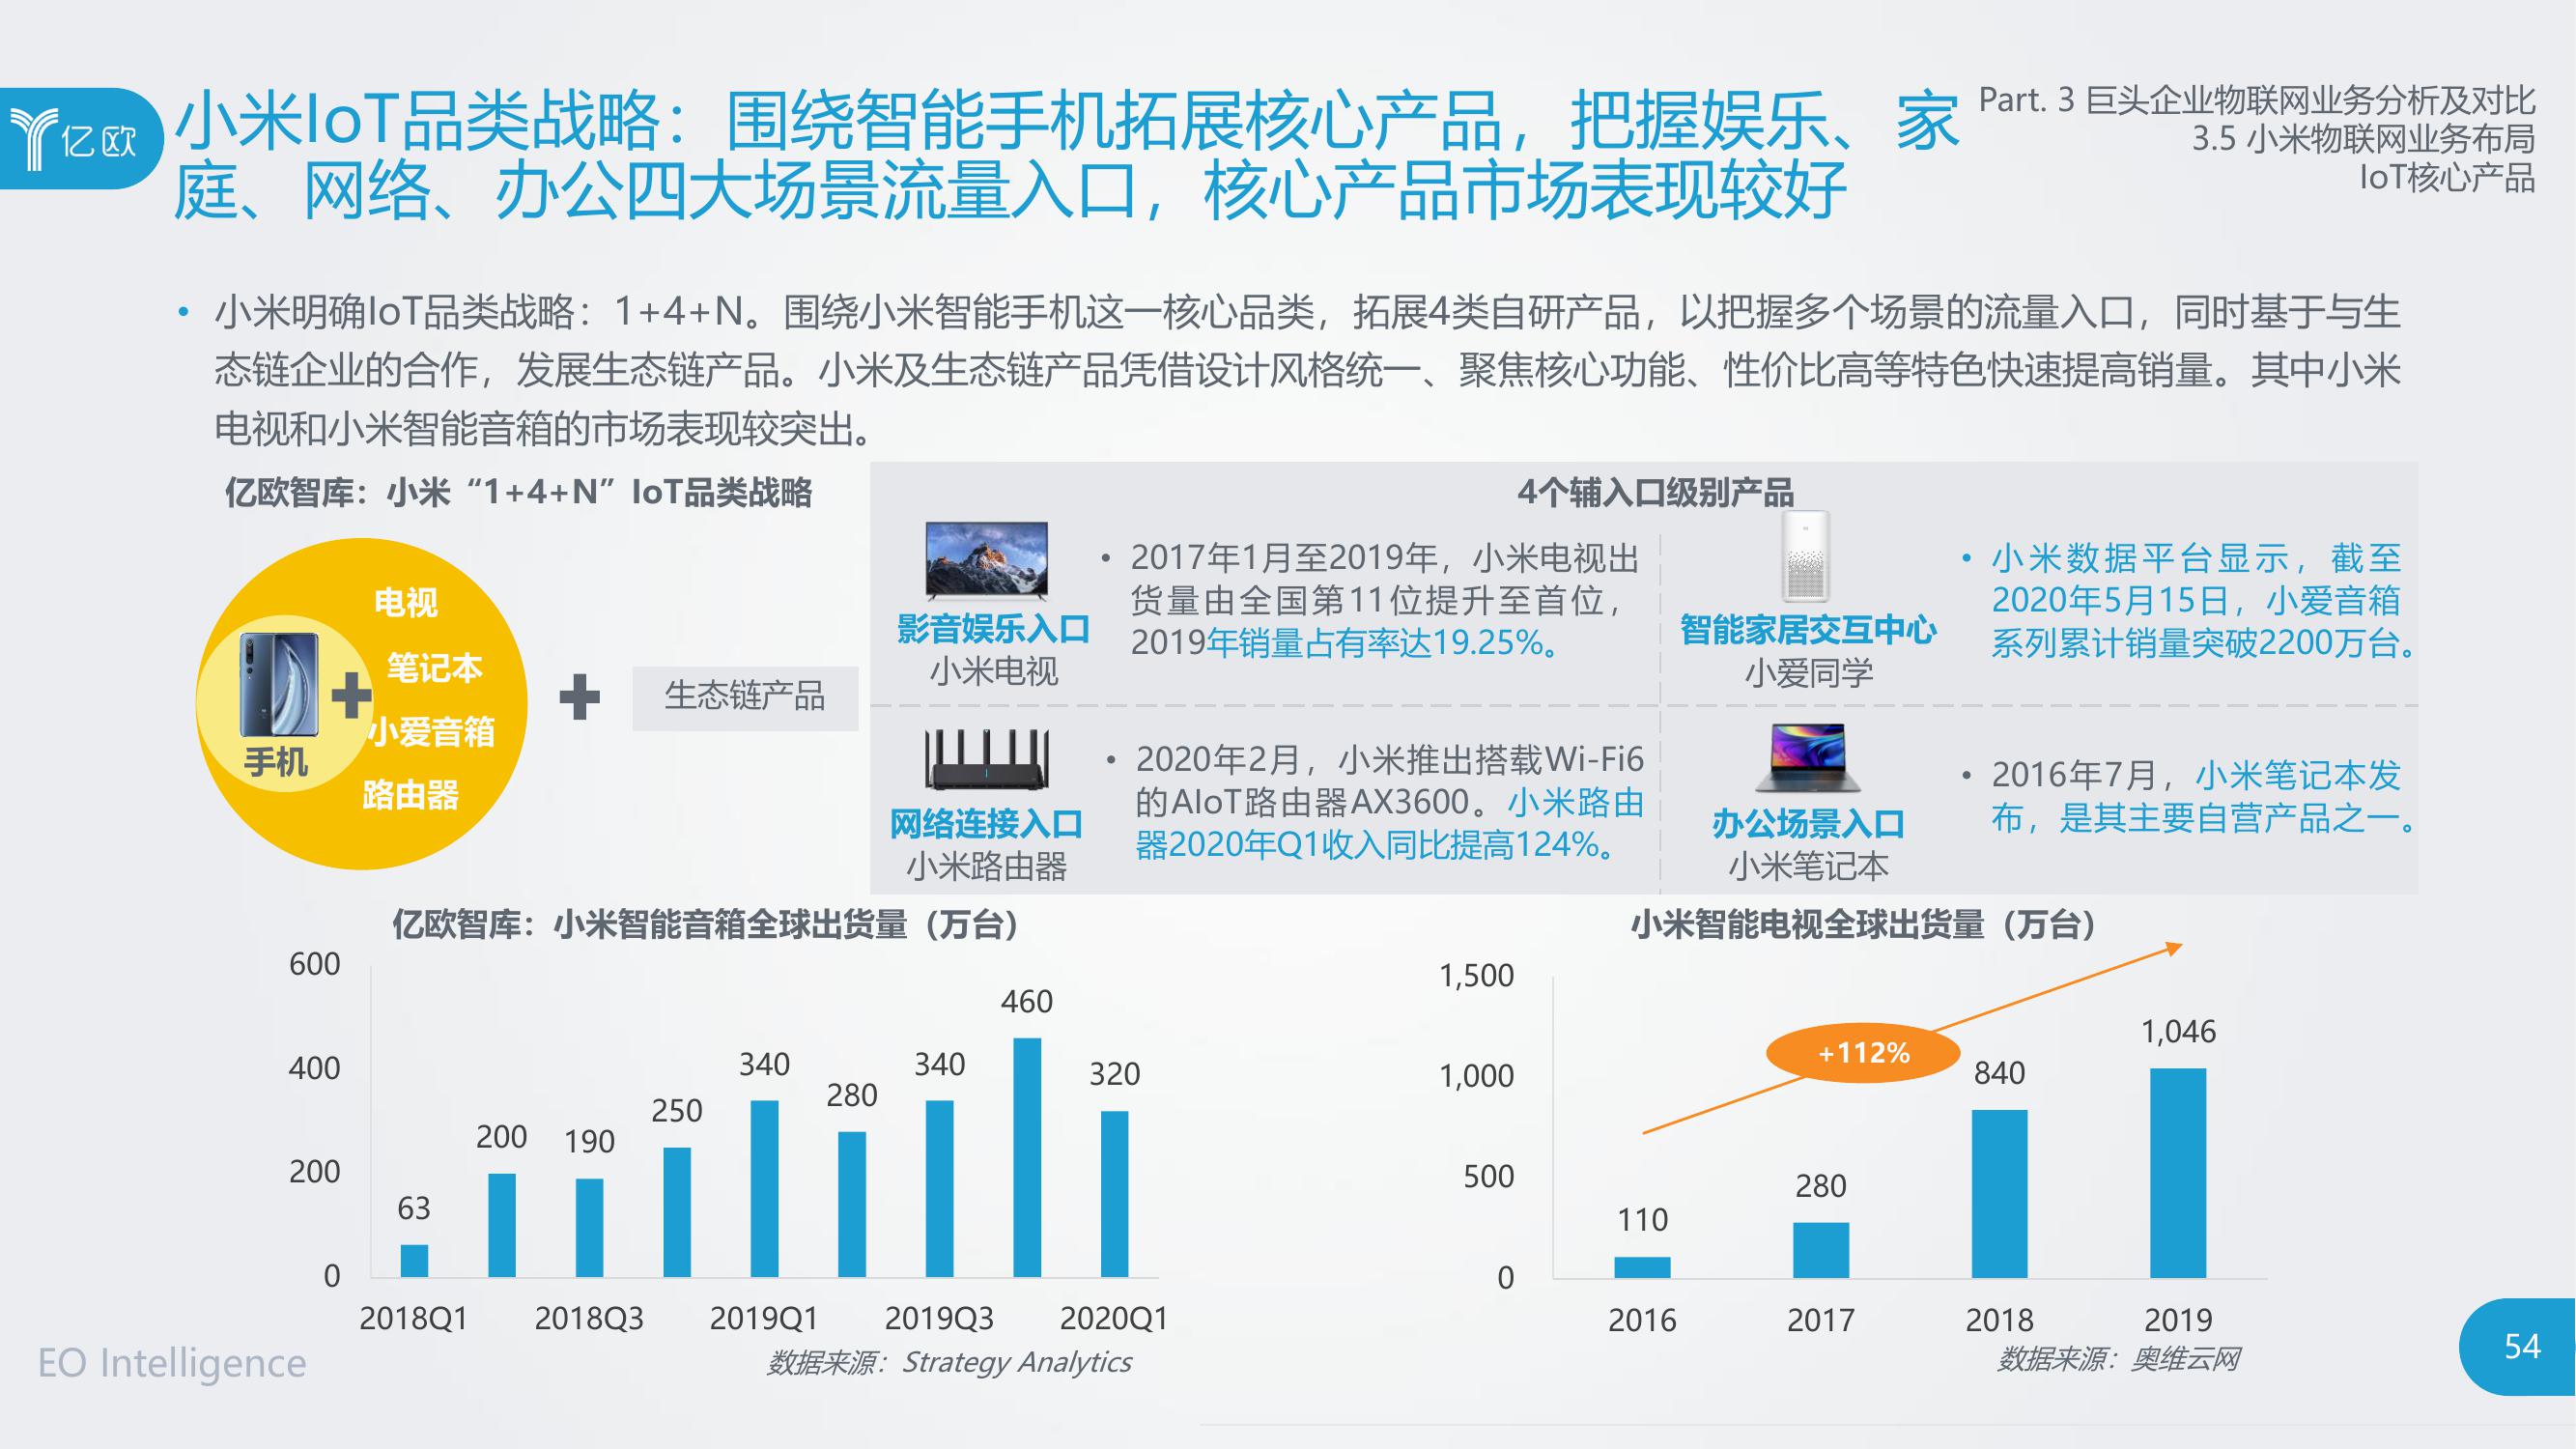 亿欧
小米IoT品类战略：围绕智能手机拓展核心产品，把握娱乐、家
庭、网络、办公四大场景流量入口，核心产品市场表现较好
Part. 3 巨头企业物联网业务分析及对比
3.5 小米物联网业务布局
IoT核心产品
• 小米明确IoT品类战略：1+4+N。围绕小米智能手机这一核心品类，拓展4类自研产品，以把握多个场景的流量入口，同时基于与生
态链企业的合作，发展生态链产品。小米及生态链产品凭借设计风格统一、聚焦核心功能、性价比高等特色快速提高销量。其中小米
电视和小米智能音箱的市场表现较突出。
亿欧智库：小米“1+4+N”IoT品类战略
电视
笔记本
小爱音箱
路由器
手机
生态链产品
4个辅入口级别产品
影音娱乐入口
小米电视
• 2017年1月至2019年，小米电视出
货量由全国第11位提升至首位，
2019年销量占有率达19.25%。
智能家居交互中心
小爱同学
• 小米数据平台显示，截至
2020年5月15日，小爱音箱
系列累计销量突破2200万台。
网络连接入口
小米路由器
• 2020年2月，小米推出搭载Wi-Fi6
的AIoT路由器AX3600。小米路由
器2020年Q1收入同比提高124%。
办公场景入口
小米笔记本
• 2016年7月，小米笔记本发
布，是其主要自营产品之一。
亿欧智库：小米智能音箱全球出货量（万台）
600
400
200
0
63
200
190
250
340
280
340
460
320
2018Q1 2018Q3 2019Q1 2019Q3 2020Q1
数据来源：Strategy Analytics
小米智能电视全球出货量（万台）
1,500
1,000
500
0
+112%
110
280
840
1,046
2016 2017 2018 2019
数据来源：奥维云网
EO Intelligence
54